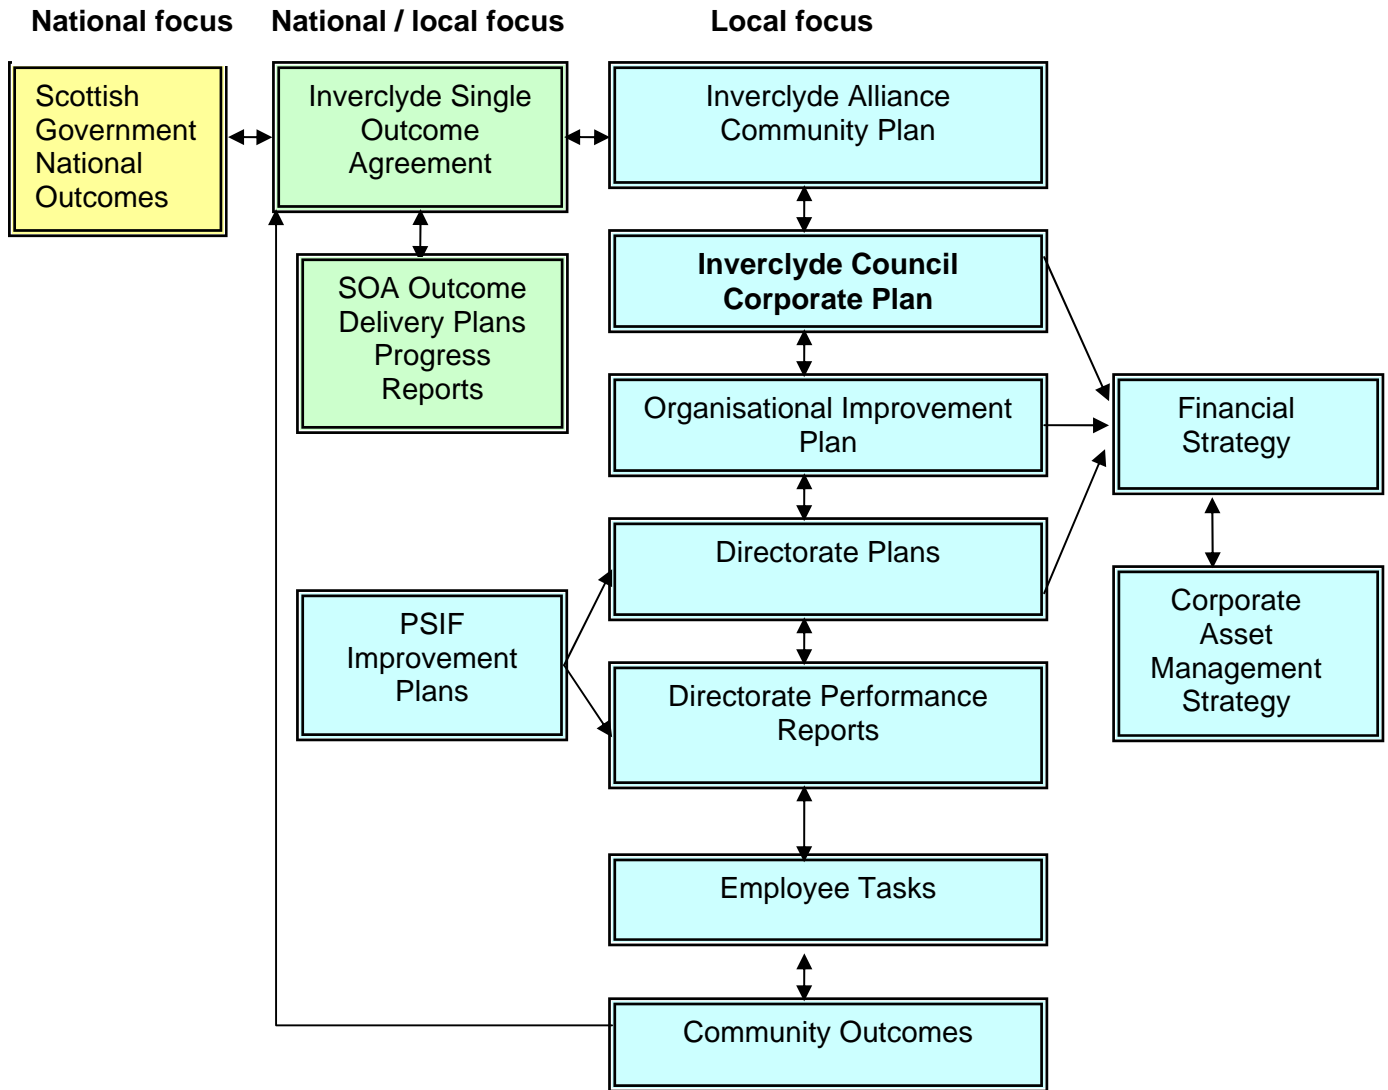 National focus
National / local focus
Local focus
Scottish
Government
National
Outcomes
Inverclyde Single
Outcome
Agreement
Inverclyde Alliance
Community Plan
Inverclyde Council
Corporate Plan
SOA Outcome
Delivery Plans
Progress
Reports
Organisational Improvement
Plan
Financial
Strategy
Directorate Plans
PSIF
Improvement
Plans
Corporate
Asset
Management
Strategy
Directorate Performance
Reports
Employee Tasks
Community Outcomes